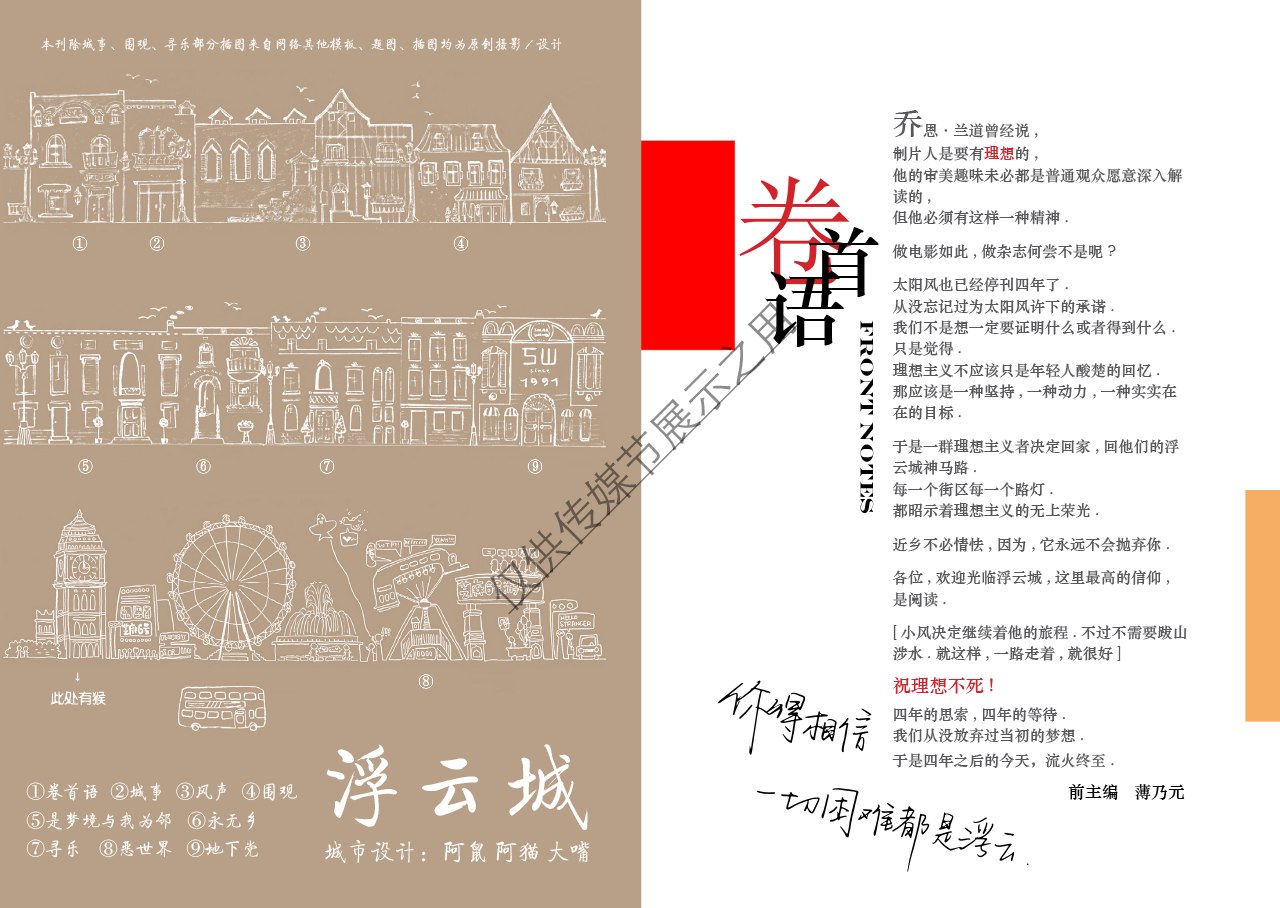 本刊除城事、围观、寻乐部分插图来自网络其他模板、题图、插图均为原创摄影／设计
① ② ③ ④
SW
since
1991
⑤ ⑥ ⑦ ⑨
HELLO
STRANGER
↓
此处有猴
⑧
浮云城
城市设计：阿鼠 阿猫 大嘴
①卷首语 ②城事 ③风声 ④围观
⑤是梦境与我为邻 ⑥永无乡
⑦寻乐 ⑧恶世界 ⑨地下党
卷首语
FRONT NOTES
乔恩·兰道曾经说，
制片人是要有理想的，
他的审美趣味未必都是普通观众愿意深入解
读的，
但他必须有这样一种精神．
做电影如此，做杂志何尝不是呢？
太阳风也已经停刊四年了．
从没忘记过为太阳风许下的承诺．
我们不是想一定要证明什么或者得到什么．
只是觉得．
理想主义不应该只是年轻人酸楚的回忆．
那应该是一种坚持，一种动力，一种实实在
在的目标．
于是一群理想主义者决定回家，回他们的浮
云城神马路．
每一个街区每一个路灯．
都昭示着理想主义的无上荣光．
近乡不必情怯，因为，它永远不会抛弃你．
各位，欢迎光临浮云城，这里最高的信仰，
是阅读．
[ 小风决定继续着他的旅程．不过不需要跋山
涉水．就这样，一路走着，就很好 ]
祝理想不死！
四年的思索，四年的等待．
我们从没放弃过当初的梦想．
于是四年之后的今天，流火终至．
前主编 薄乃元
你得相信
一切困难都是浮云.
仅供传媒节展示之用